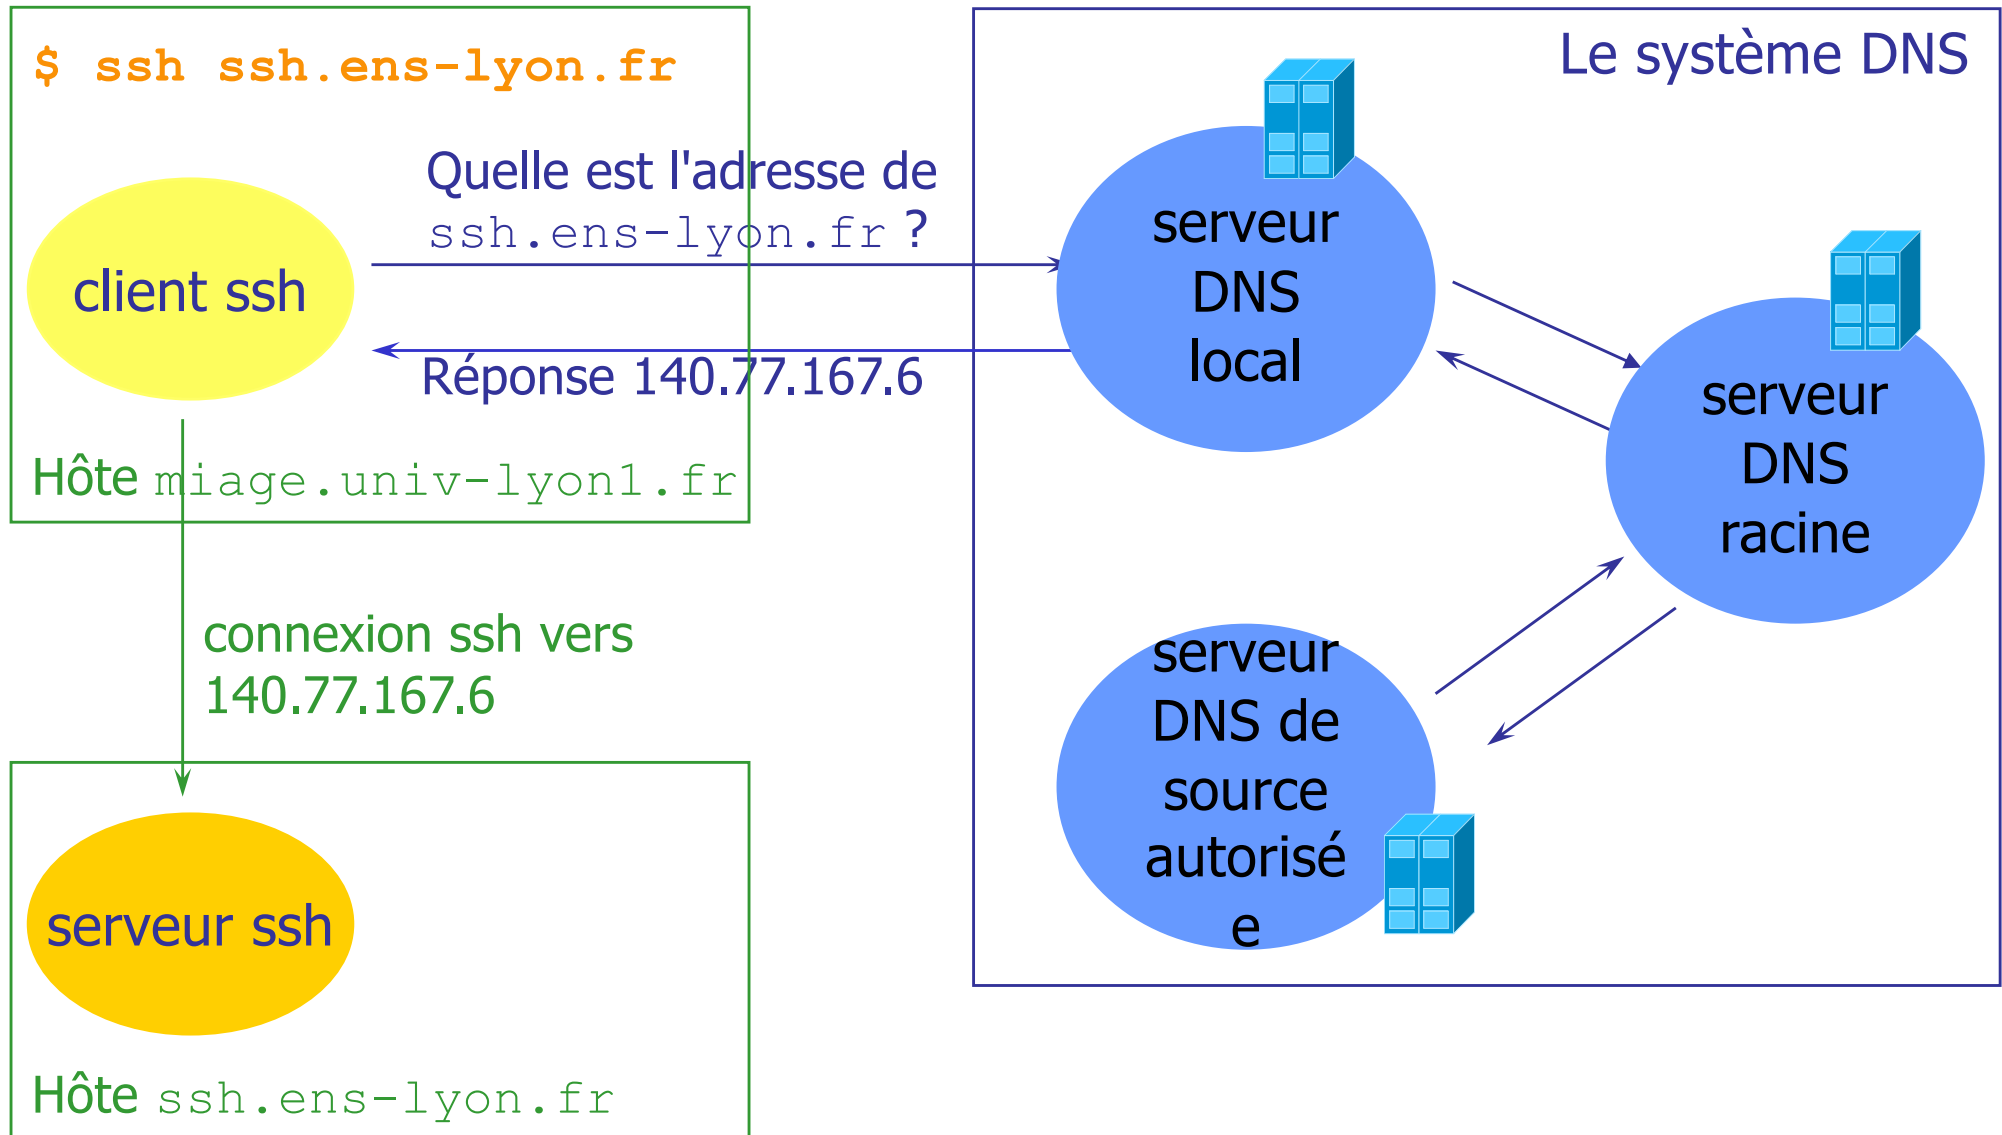 $ ssh ssh.ens-lyon.fr
Le système DNS
Quelle est l'adresse de
ssh.ens-lyon.fr ?
client ssh
Réponse 140.77.167.6
Hôte miage.univ-lyon1.fr
serveur
DNS
local
serveur
DNS
racine
connexion ssh vers
140.77.167.6
serveur
DNS de
source
autorisé
e
serveur ssh
Hôte ssh.ens-lyon.fr